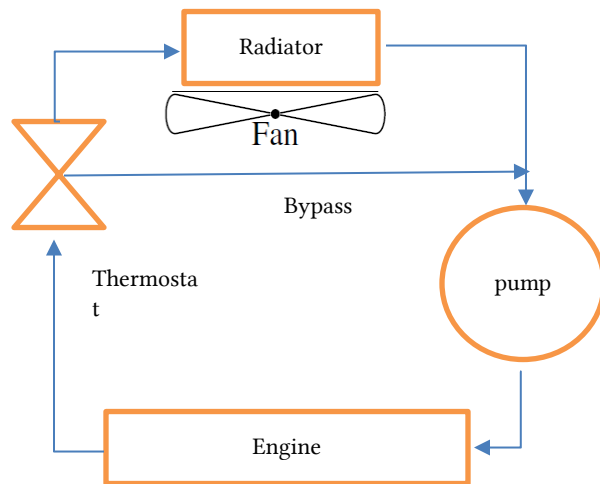 Radiator
Fan
Bypass
Thermosta
t
pump
Engine